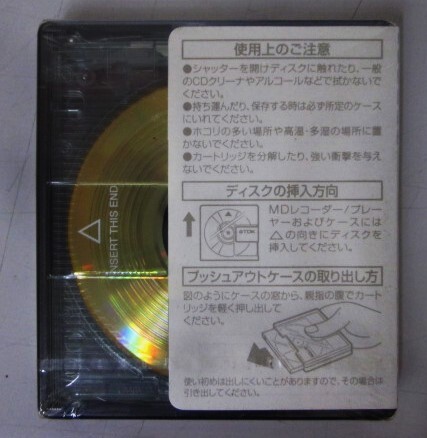 使用上のご注意
●シャッターを開けディスクに触れたり、一般
のCDクリーナやアルコールなどで拭かないで
ください。
●持ち運んだり、保存する時は必ず所定のケース
にいれてください。
●ホコリの多い場所や高温・多湿の場所に置
かないでください。
●カートリッジを分解したり、強い衝撃を与え
ないでください。
ディスクの挿入方向
MDレコーダー/プレー
ヤーおよびケースには
△の向きにディスクを
挿入してください。
TDK
プッシュアウトケースの取り出し方
図のようにケースの窓から、親指の腹でカート
リッジを軽く押し出して
ください。
使い初めは出しにくいことがありますので、その場合は
引き出してください。
INSERT THIS END